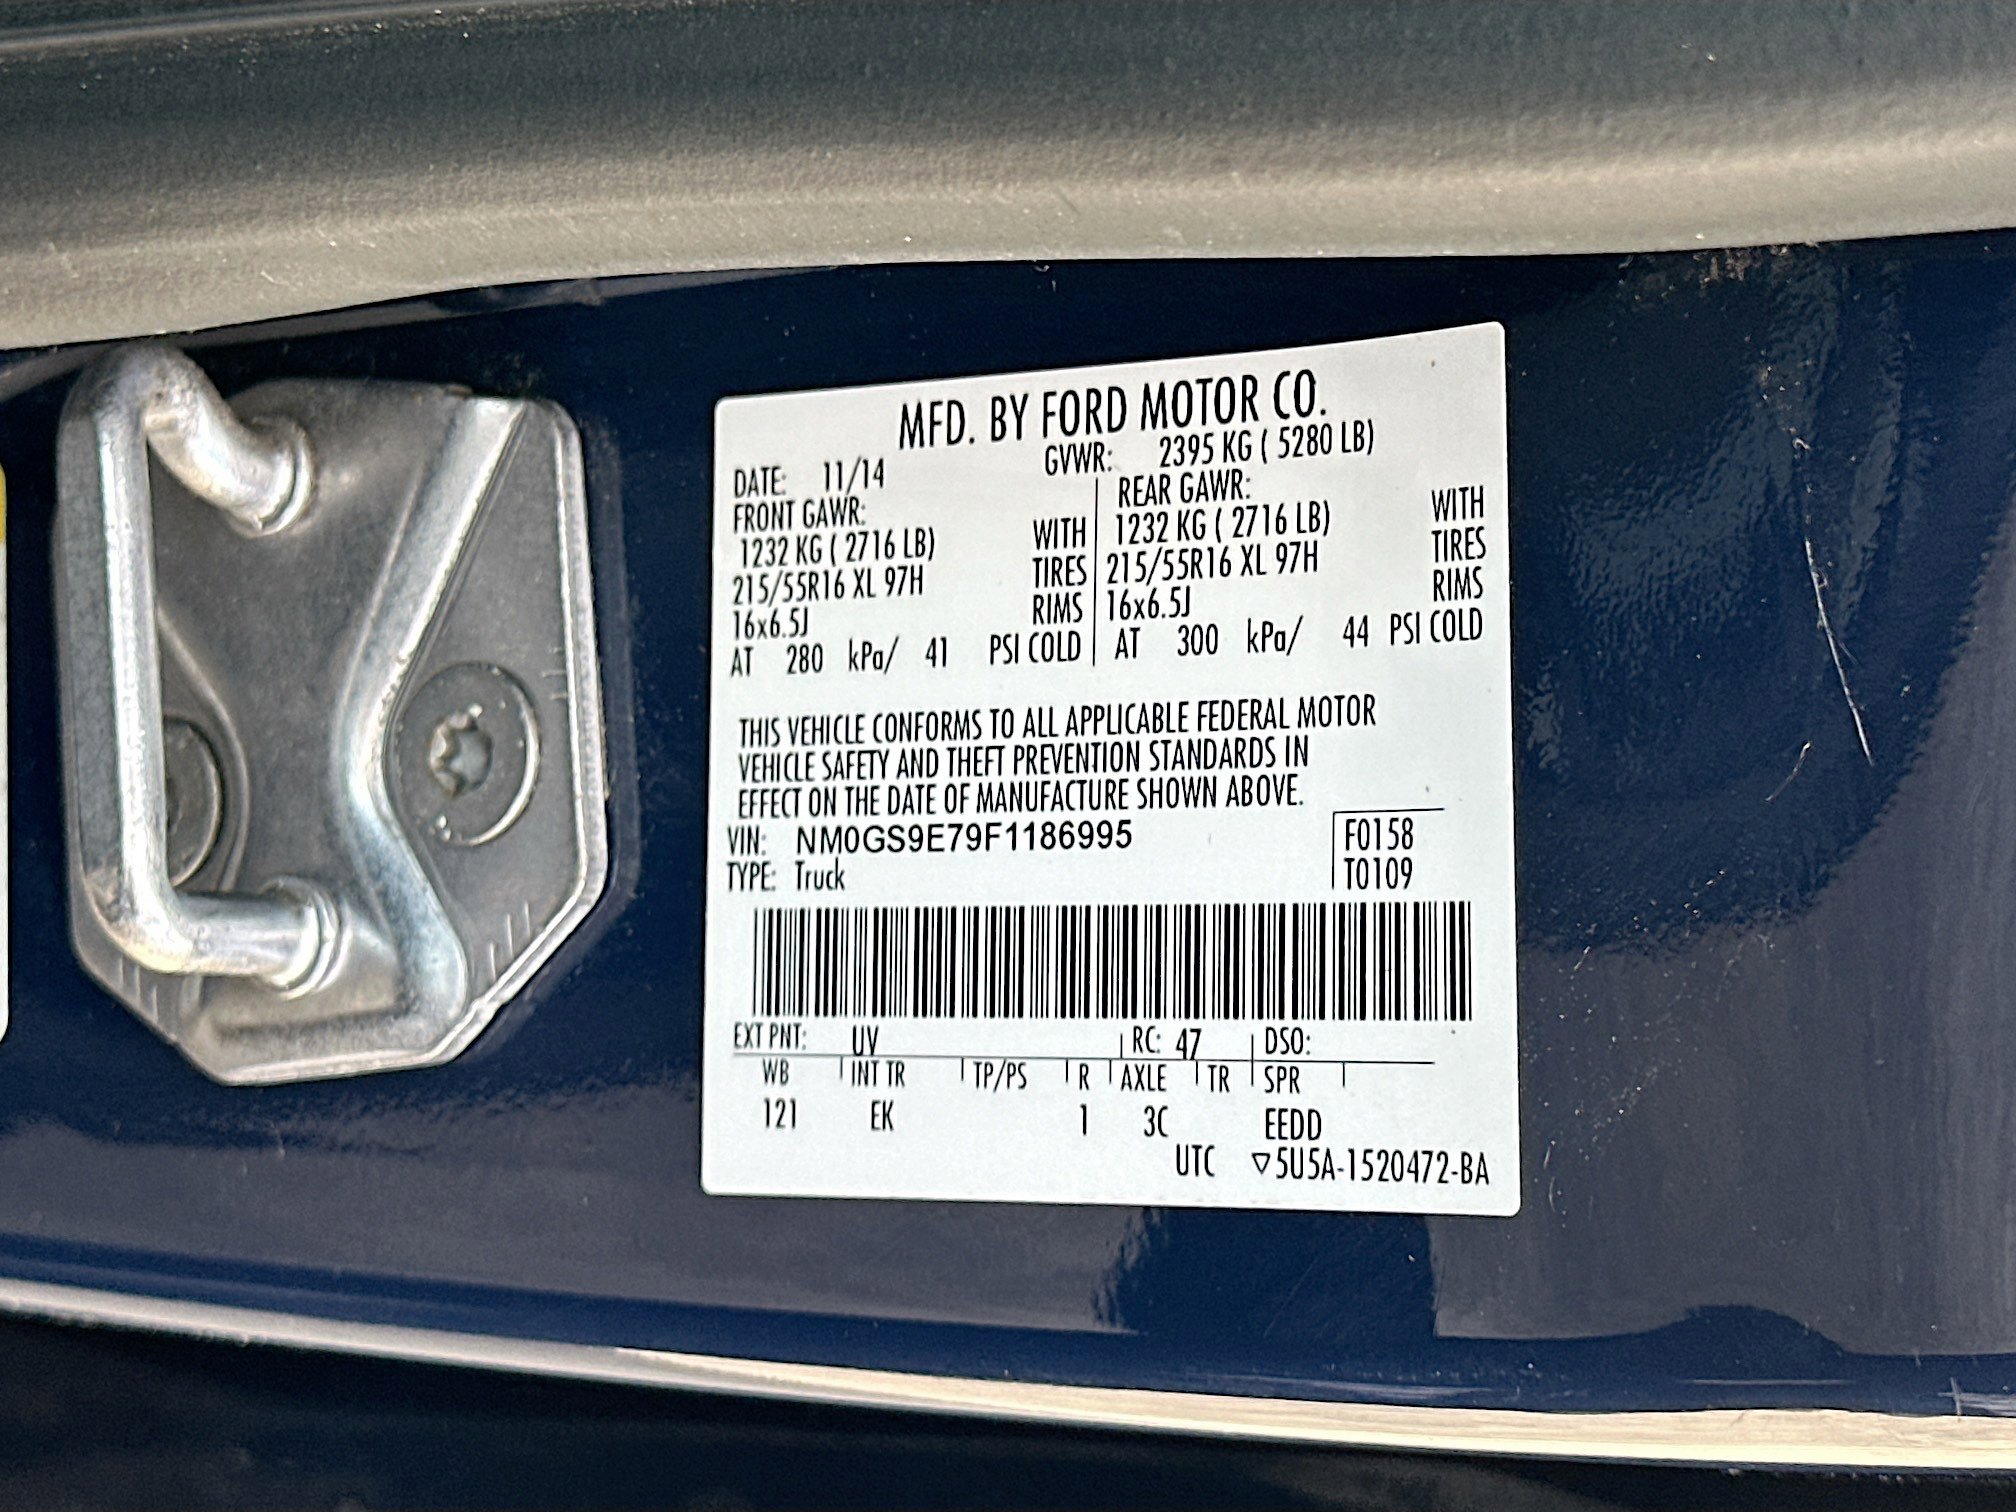 MFD. BY FORD MOTOR CO.
DATE: 11/14 GVWR: 2395 KG ( 5280 LB)
FRONT GAWR: REAR GAWR:
1232 KG ( 2716 LB) WITH 1232 KG ( 2716 LB) WITH
215/55R16 XL 97H TIRES 215/55R16 XL 97H TIRES
16x6.5J RIMS 16x6.5J RIMS
AT 280 kPa/ 41 PSI COLD AT 300 kPa/ 44 PSI COLD
THIS VEHICLE CONFORMS TO ALL APPLICABLE FEDERAL MOTOR
VEHICLE SAFETY AND THEFT PREVENTION STANDARDS IN
EFFECT ON THE DATE OF MANUFACTURE SHOWN ABOVE.
VIN: NM0GS9E79F1186995 F0158
TYPE: Truck T0109
EXT PNT: UV RC: 47 DSO:
WB INT TR TP/PS R AXLE TR SPR
121 EK 1 3C EEDD
UTC ▽5U5A-1520472-BA